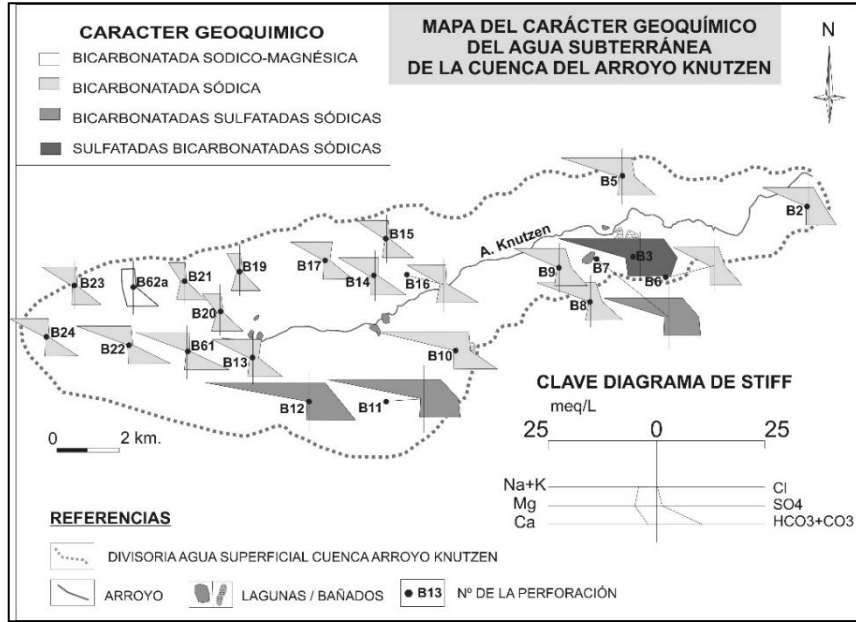 CARACTER GEOQUIMICO
BICARBONATADA SODICO-MAGNÉSICA
BICARBONATADA SÓDICA
BICARBONATADAS SULFATADAS SÓDICAS
SULFATADAS BICARBONATADAS SÓDICAS
MAPA DEL CARÁCTER GEOQUÍMICO
DEL AGUA SUBTERRÁNEA
DE LA CUENCA DEL ARROYO KNUTZEN
N
B5
B2
B15
A. Knutzen
B3
B17
B19
B14
B16
B9
B7
B6
B23
B62a
B21
B20
B8
B24
B22
B61
B13
B10
B12
B11
0 2 km.
CLAVE DIAGRAMA DE STIFF
meq/L
25 0 25
Na+K Cl
Mg SO4
Ca HCO3+CO3
REFERENCIAS
DIVISORIA AGUA SUPERFICIAL CUENCA ARROYO KNUTZEN
ARROYO LAGUNAS / BAÑADOS B13 Nº DE LA PERFORACIÓN